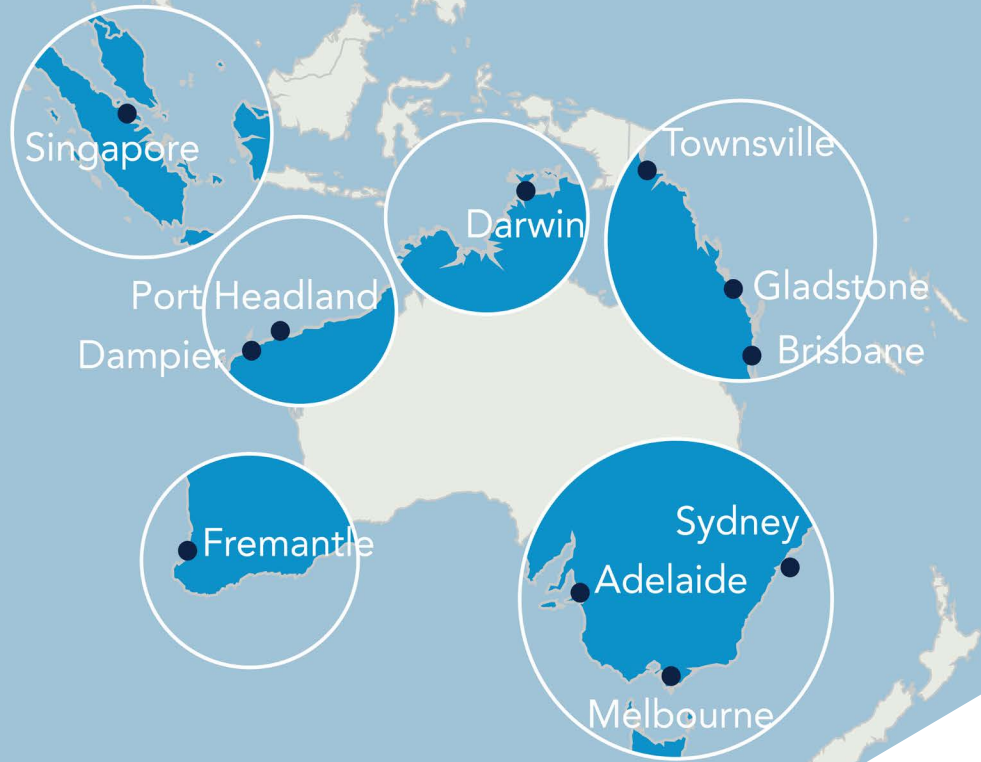 Singapore
Townsville
Darwin
Gladstone
Port Headland
Dampier
Brisbane
Sydney
Fremantle
Adelaide
Melbourne